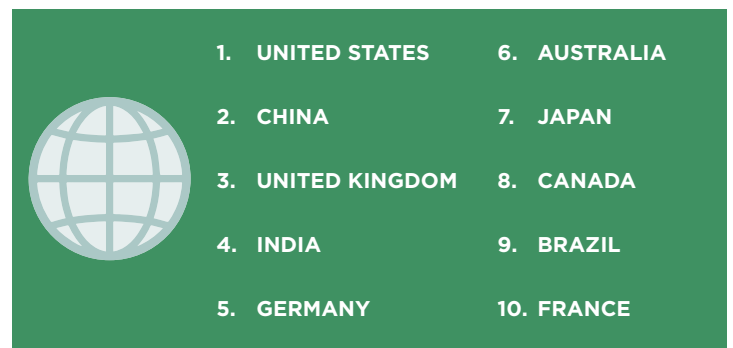 1. UNITED STATES
2. CHINA
3. UNITED KINGDOM
4. INDIA
5. GERMANY
6. AUSTRALIA
7. JAPAN
8. CANADA
9. BRAZIL
10. FRANCE